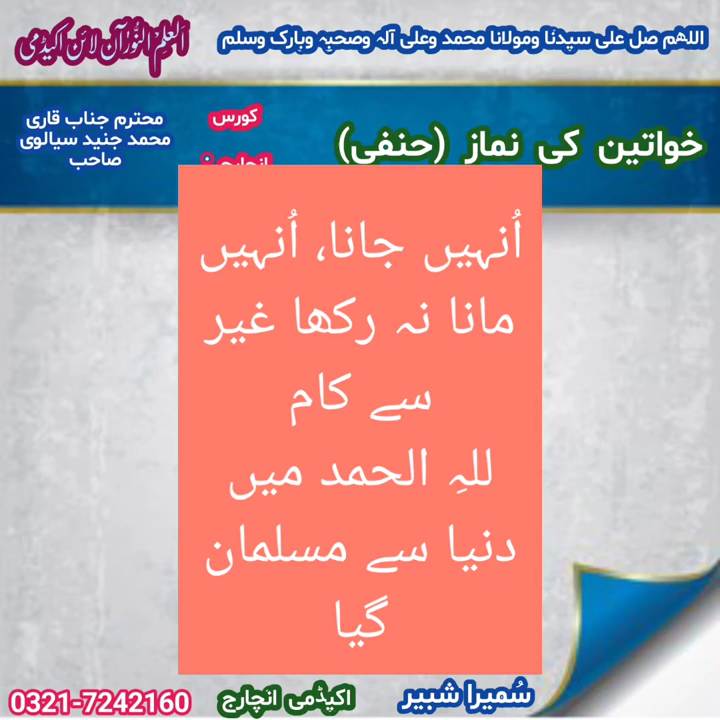 العلم النور آن لائن اکیڈمی
اللھم صل علی سیدنا ومولانا محمد وعلی آلہ وصحبہ وبارک وسلم
خواتین کی نماز (حنفی)
کورس
محترم جناب قاری
محمد جنید سیالوی
صاحب
اُنہیں جانا، اُنہیں
مانا نہ رکھا غیر
سے کام
للہِ الحمد میں
دنیا سے مسلمان
گیا
سُمیرا شبیر
اکیڈمی انچارج
0321-7242160